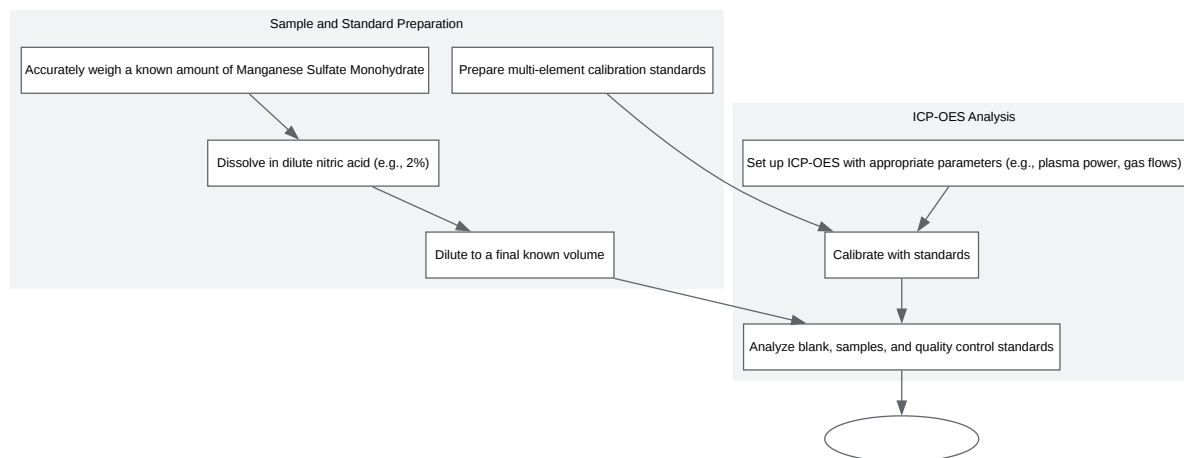 Sample and Standard Preparation
Accurately weigh a known amount of Manganese Sulfate Monohydrate
Prepare multi-element calibration standards
ICP-OES Analysis
Dissolve in dilute nitric acid (e.g., 2%)
Set up ICP-OES with appropriate parameters (e.g., plasma power, gas flows)
Dilute to a final known volume
Calibrate with standards
Analyze blank, samples, and quality control standards